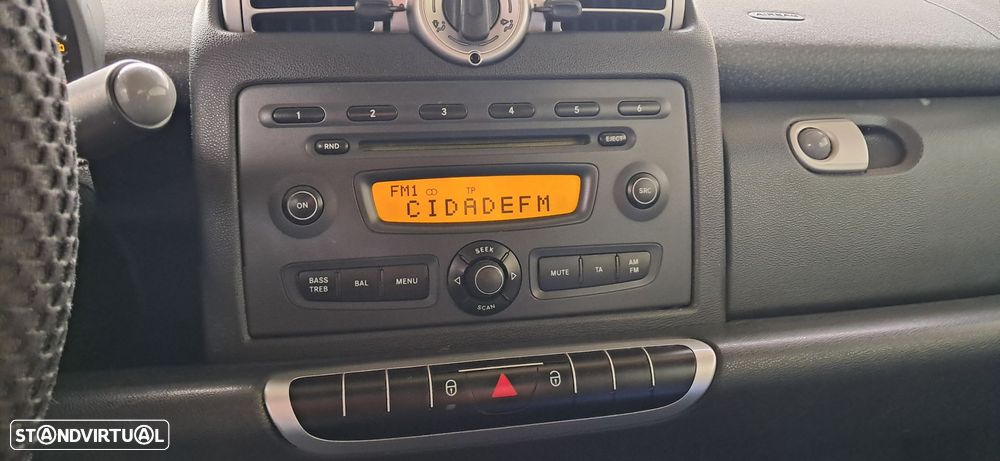 AIRBAG
1 2 3 4 5 6
RND EJECT
FM1 TP
ON CIDADEFM SRC
SEEK
BASS TREB BAL MENU MUTE TA AM FM
SCAN
STANDVIRTUAL